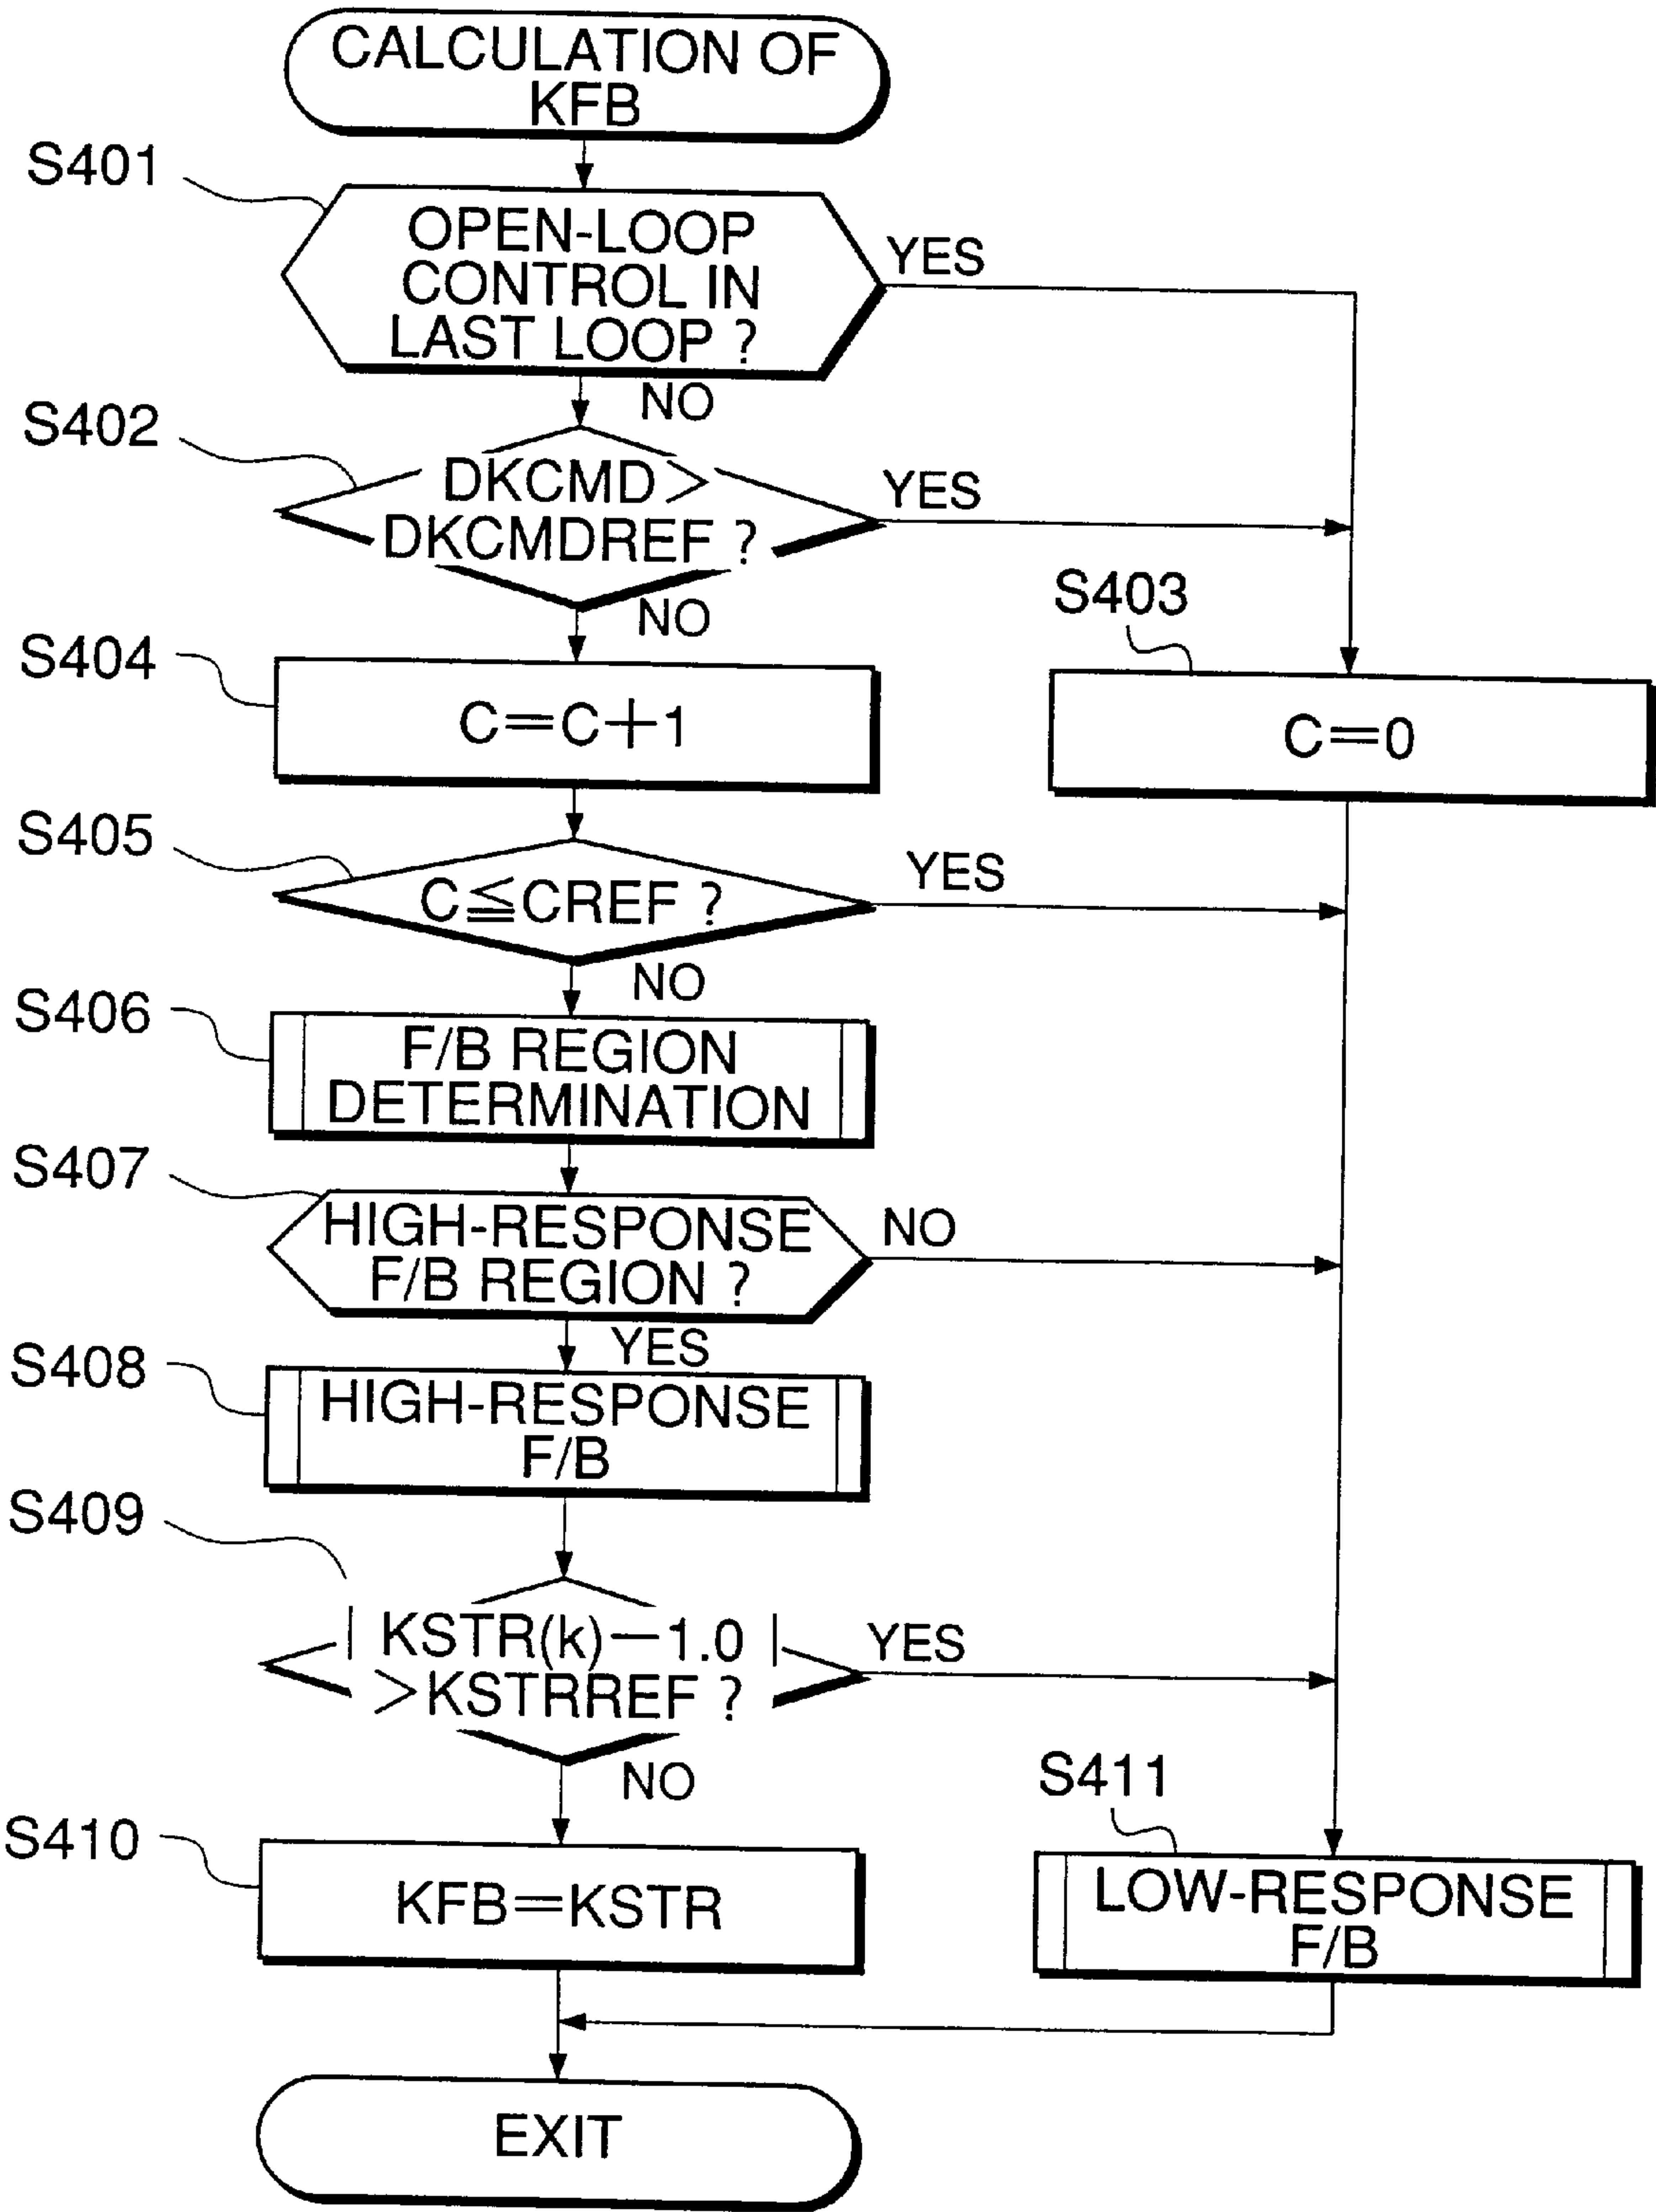 CALCULATION OF
KFB
S401
OPEN-LOOP
CONTROL IN
LAST LOOP ?
YES
NO
S402
DKCMD>
DKCMDREF ?
YES
NO
S403
C=0
S404
C=C+1
S405
C≦CREF ?
YES
NO
S406
F/B REGION
DETERMINATION
S407
HIGH-RESPONSE
F/B REGION ?
NO
YES
S408
HIGH-RESPONSE
F/B
S409
| KSTR(k)−1.0 |
>KSTRREF ?
YES
NO
S410
KFB=KSTR
S411
LOW-RESPONSE
F/B
EXIT